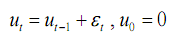 u_t = u_{t-1} + ε_t , u_0 = 0